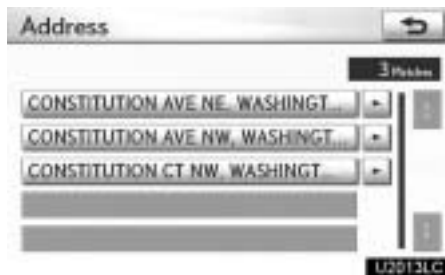 Address
3 Matches
CONSTITUTION AVE NE, WASHINGT...
CONSTITUTION AVE NW, WASHINGT...
CONSTITUTION CT NW, WASHINGT...
U2013LC